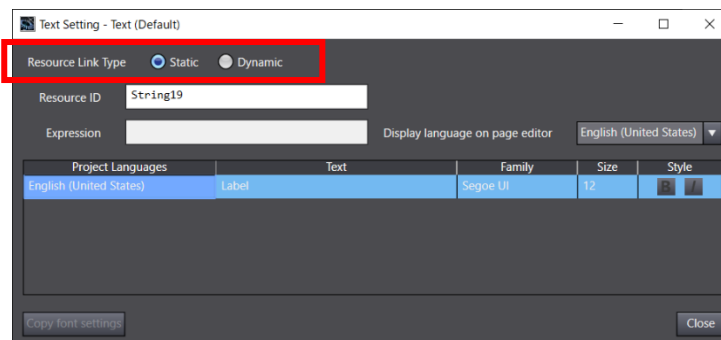 Text Setting - Text (Default)
Resource Link Type Static Dynamic
Resource ID String19
Expression Display language on page editor English (United States)
Project Languages Text Family Size Style
English (United States) Label Segoe UI 12 B I
Copy font settings Close